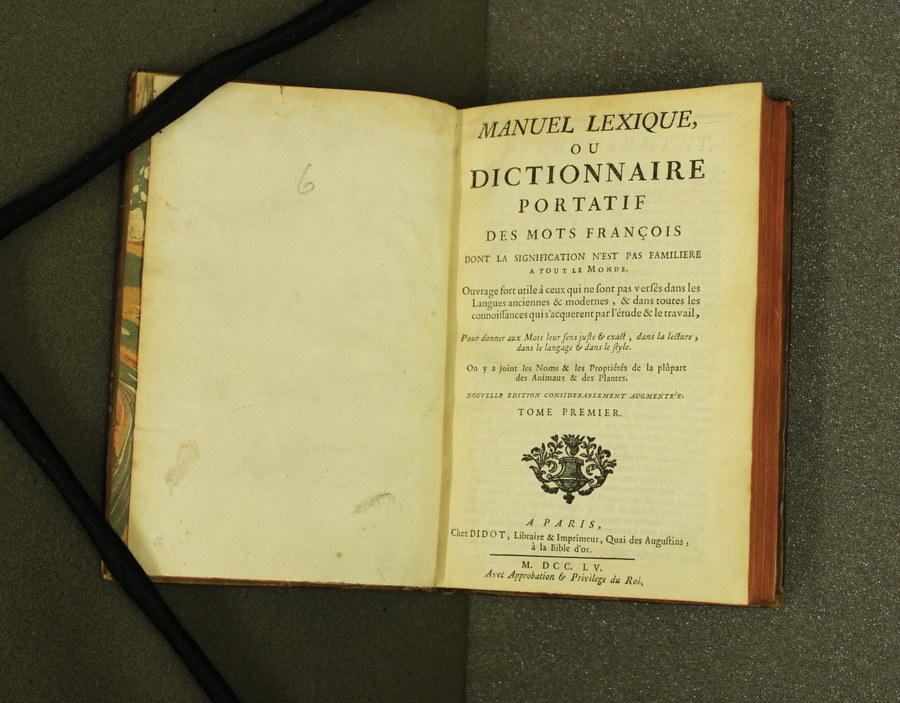 6
MANUEL LEXIQUE,
OU
DICTIONNAIRE
PORTATIF
DES MOTS FRANÇOIS
DONT LA SIGNIFICATION N'EST PAS FAMILIERE
A TOUT LE MONDE.
Ouvrage fort utile à ceux qui ne ſont pas verſés dans les
Langues anciennes & modernes, & dans toutes les
connoiſſances qui s'acquerent par l'étude & le travail,
Pour donner aux Mots leur ſens juſte & exact, dans la lecture,
dans le langage & dans le ſtyle.
On y a joint les Noms & les Propriétés de la plûpart
des Animaux & des Plantes.
NOUVELLE EDITION CONSIDERABLEMENT AUGMENTE'E.
TOME PREMIER.
A PARIS,
Chez DIDOT, Libraire & Imprimeur, Quai des Auguſtins,
à la Bible d'or.
M. DCC. LV.
Avec Approbation & Privilege du Roi.